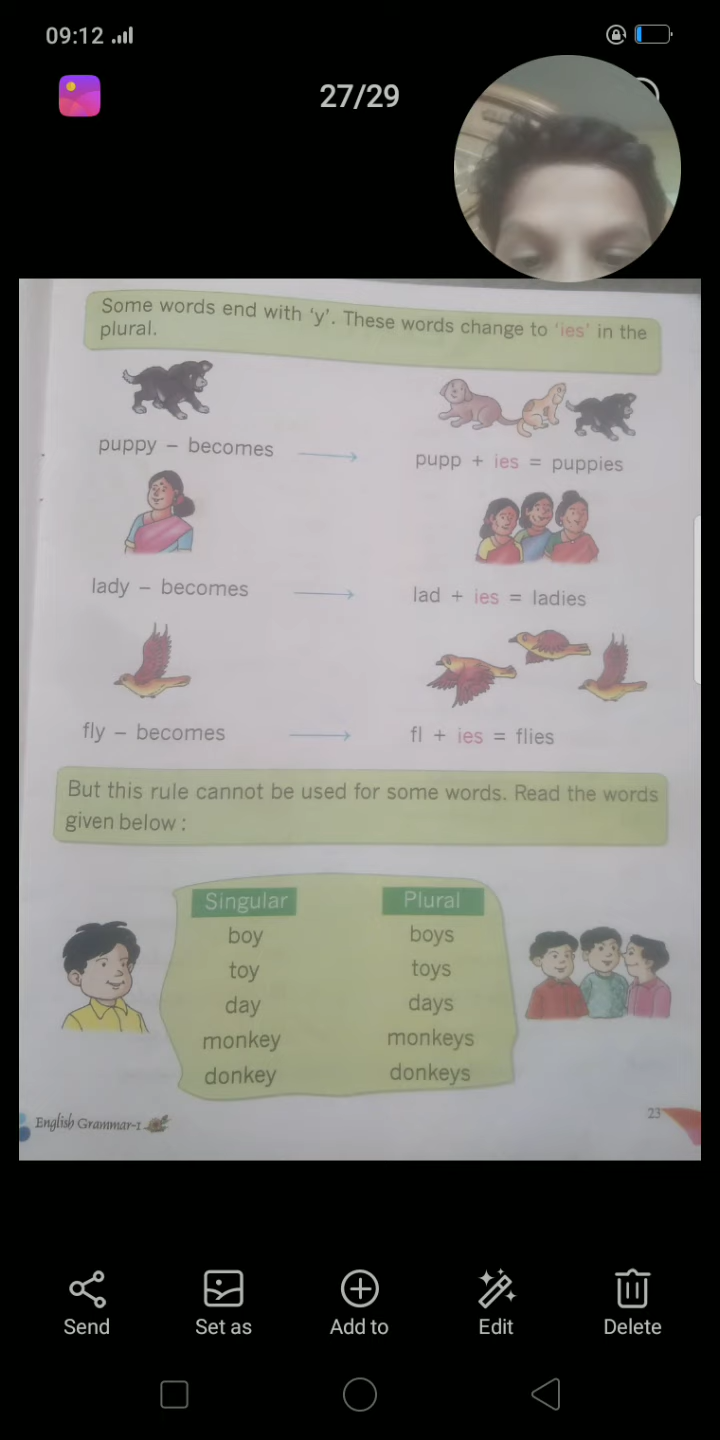 09:12
27/29
Some words end with ‘y’. These words change to ‘ies’ in the
plural.
puppy – becomes
pupp + ies = puppies
lady – becomes
lad + ies = ladies
fly – becomes
fl + ies = flies
But this rule cannot be used for some words. Read the words
given below :
Singular Plural
boy boys
toy toys
day days
monkey monkeys
donkey donkeys
English Grammar-1
23
Send Set as Add to Edit Delete